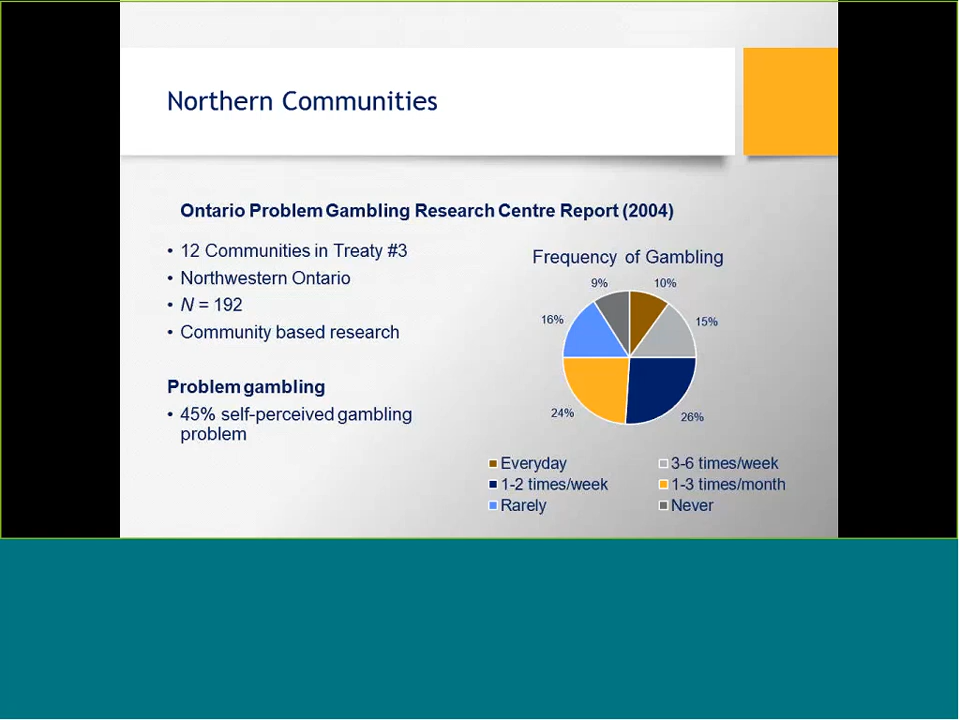 Northern Communities
Ontario Problem Gambling Research Centre Report (2004)
• 12 Communities in Treaty #3
• Northwestern Ontario
• N = 192
• Community based research
Problem gambling
• 45% self-perceived gambling
problem
Frequency of Gambling
9%
10%
16%
15%
24%
26%
Everyday
3-6 times/week
1-2 times/week
1-3 times/month
Rarely
Never